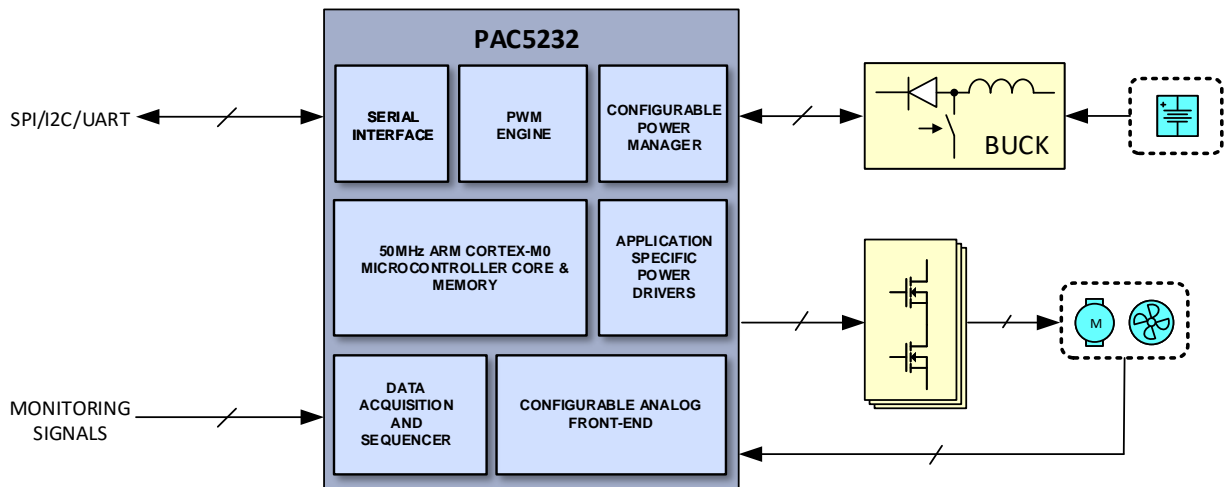 PAC5232
SPI/I2C/UART
SERIAL
INTERFACE
PWM
ENGINE
CONFIGURABLE
POWER
MANAGER
BUCK
+
50MHz ARM CORTEX-M0
MICROCONTROLLER CORE &
MEMORY
APPLICATION
SPECIFIC
POWER
DRIVERS
M
MONITORING
SIGNALS
DATA
ACQUISITION
AND
SEQUENCER
CONFIGURABLE ANALOG
FRONT-END